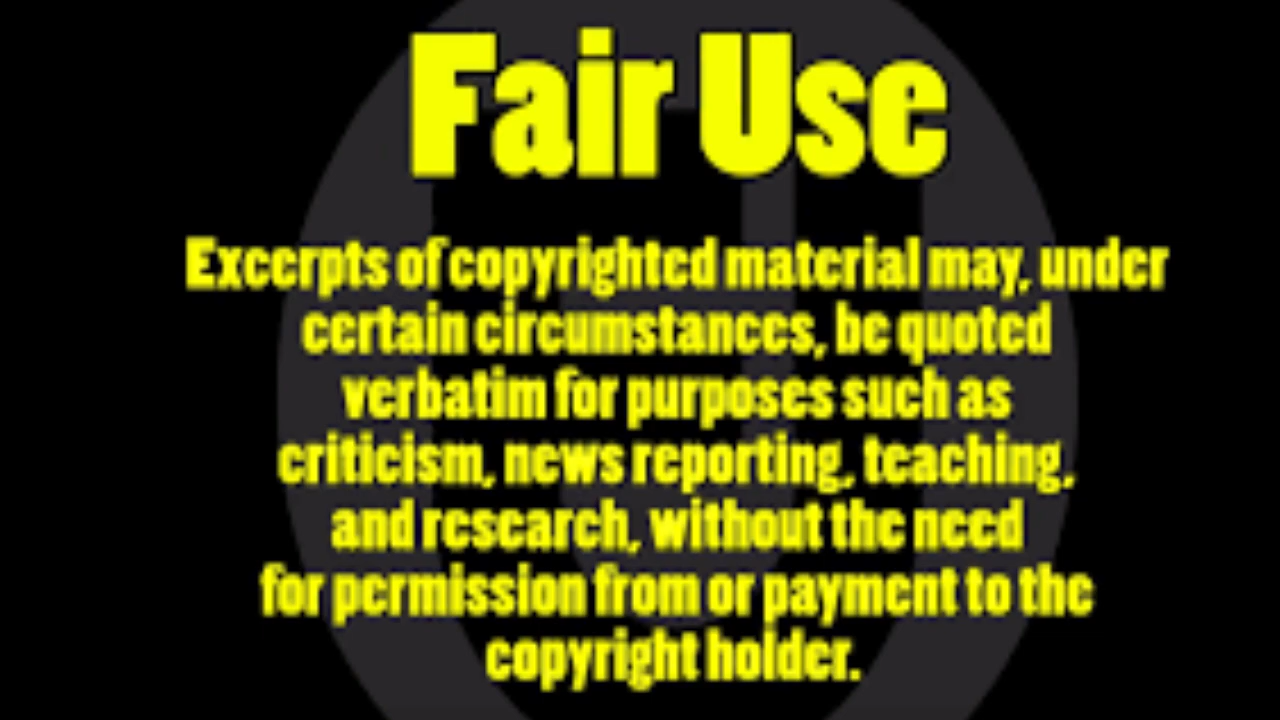 Fair Use
Excerpts of copyrighted material may, under
certain circumstances, be quoted
verbatim for purposes such as
criticism, news reporting, teaching,
and research, without the need
for permission from or payment to the
copyright holder.